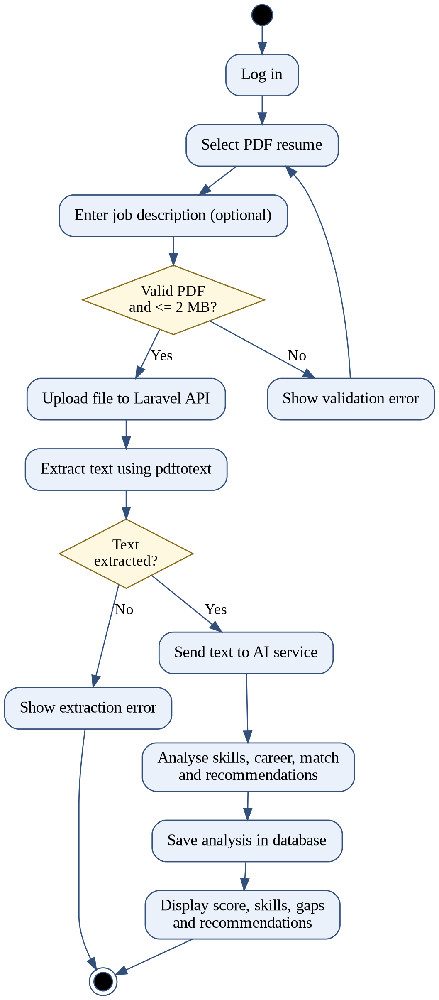 Log in
Select PDF resume
Enter job description (optional)
Valid PDF
and <= 2 MB?
Yes
No
Upload file to Laravel API
Show validation error
Extract text using pdftotext
Text
extracted?
No
Yes
Send text to AI service
Show extraction error
Analyse skills, career, match
and recommendations
Save analysis in database
Display score, skills, gaps
and recommendations